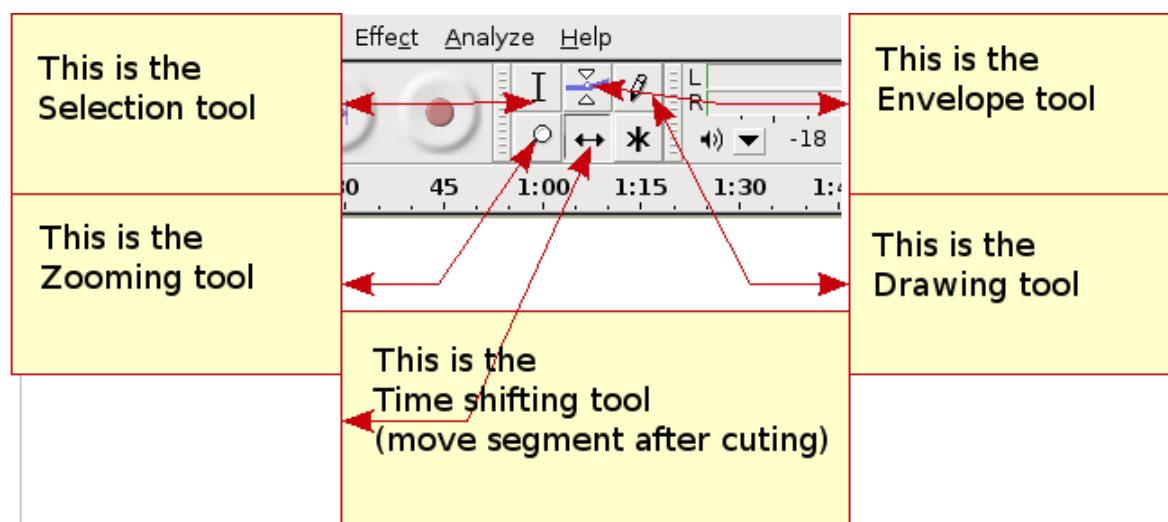 This is the
Selection tool
Effect Analyze Help
This is the
Envelope tool
L
R
-18
45 1:00 1:15 1:30
This is the
Zooming tool
This is the
Drawing tool
This is the
Time shifting tool
(move segment after cuting)